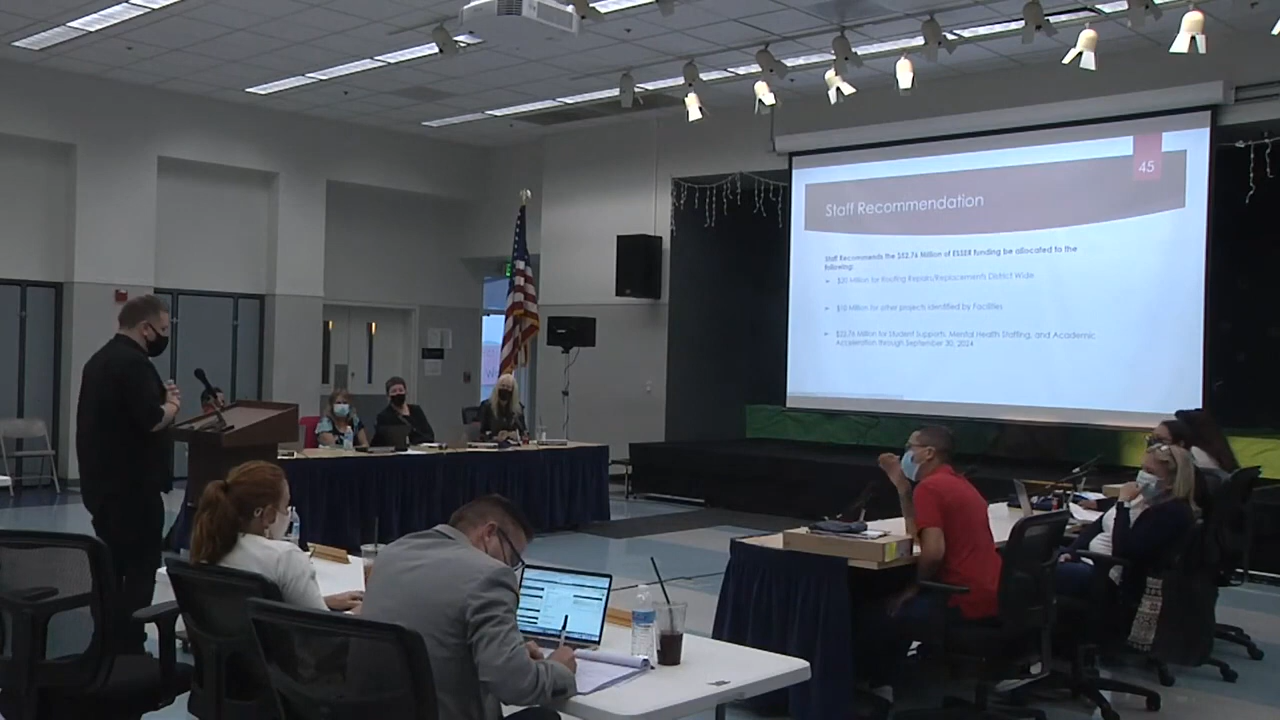 45
Staff Recommendation
Staff Recommends the $52.76 Million of ESSER funding be allocated to the
following:
$20 Million for Roofing Repairs/Replacements District Wide
$10 Million for other projects identified by Facilities
$22.76 Million for Student Supports, Mental Health Staffing, and Academic
Acceleration through September 30, 2024